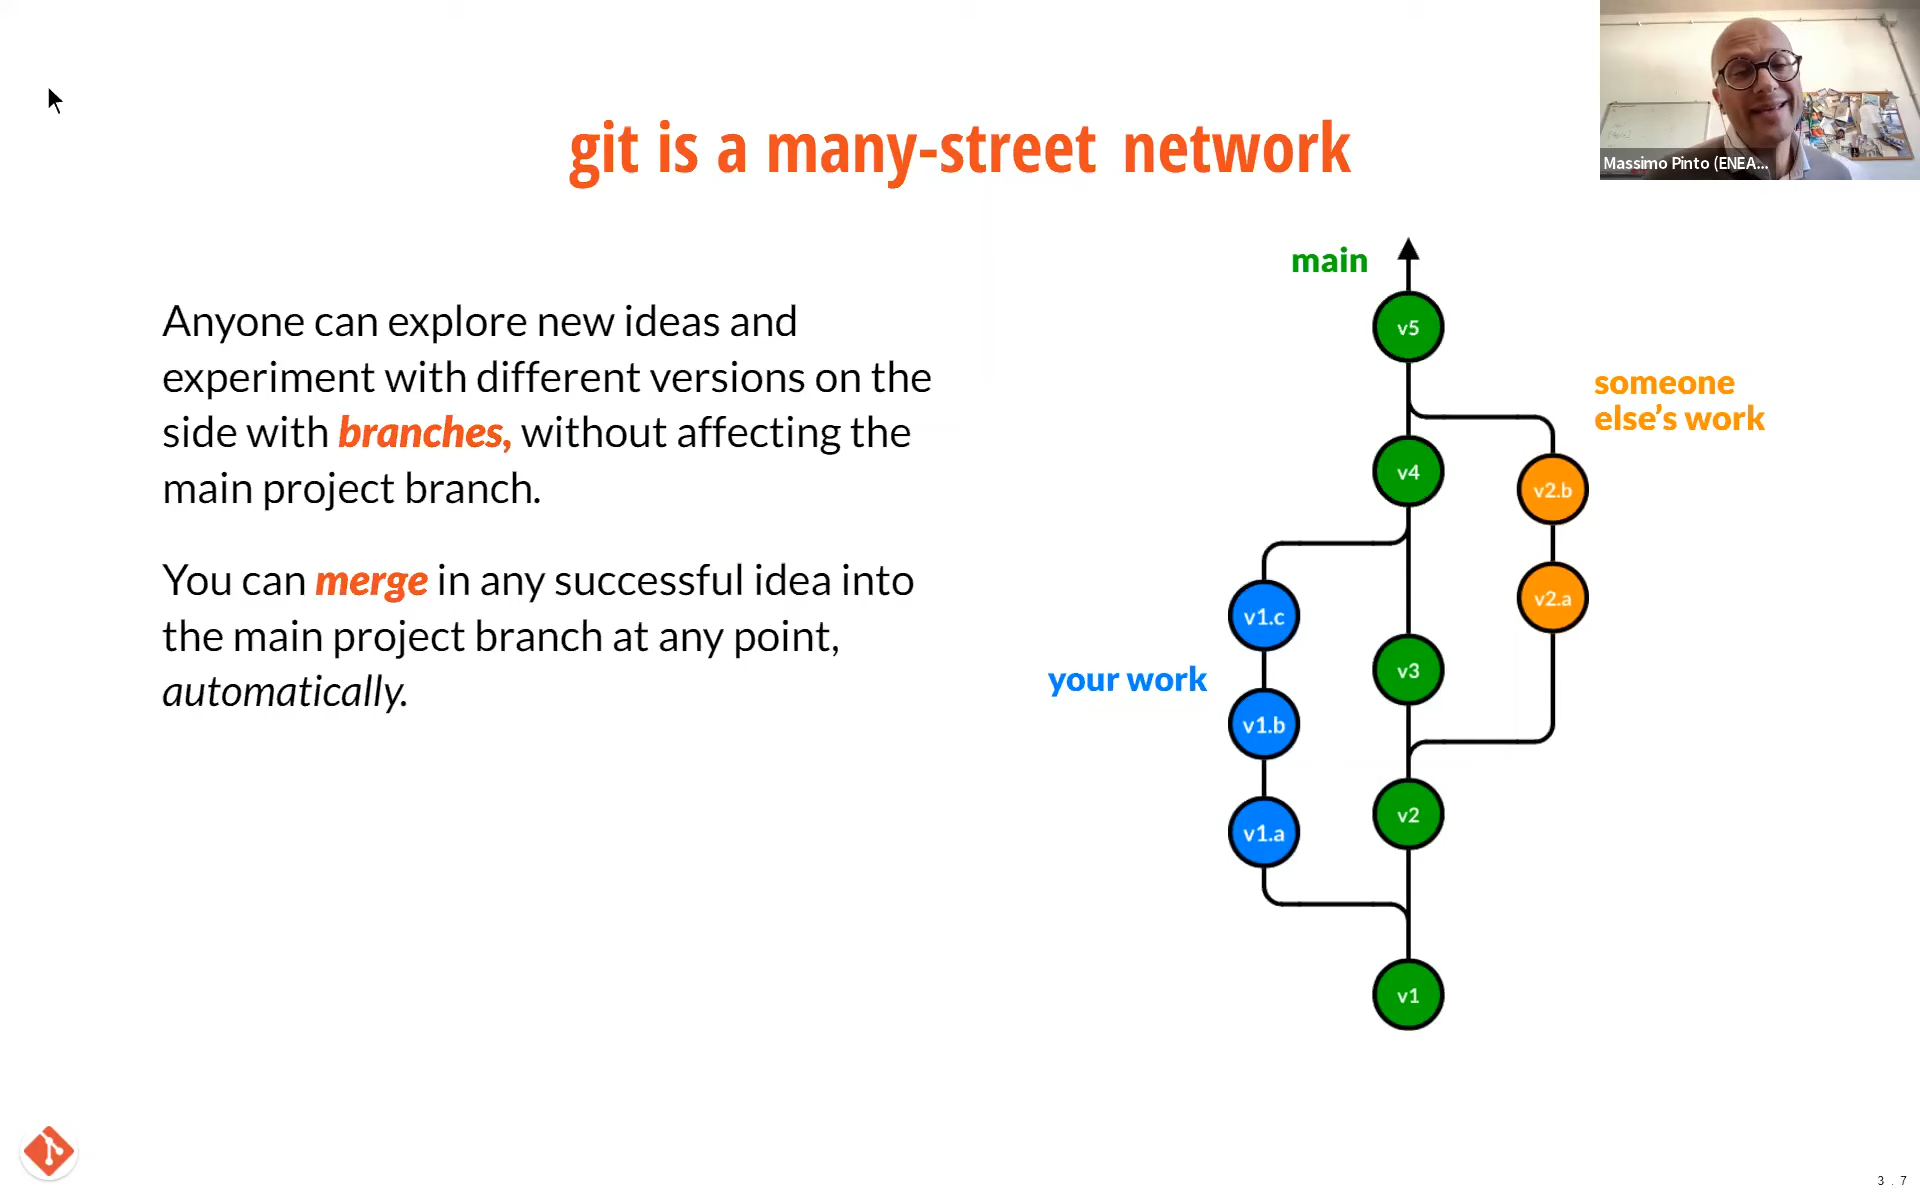 git is a many-street network
Massimo Pinto (ENEA...
Anyone can explore new ideas and
experiment with different versions on the
side with branches, without affecting the
main project branch.
You can merge in any successful idea into
the main project branch at any point,
automatically.
main
v5
someone
else’s work
v4
v2.b
v2.a
v1.c
v3
your work
v1.b
v2
v1.a
v1
3 . 7